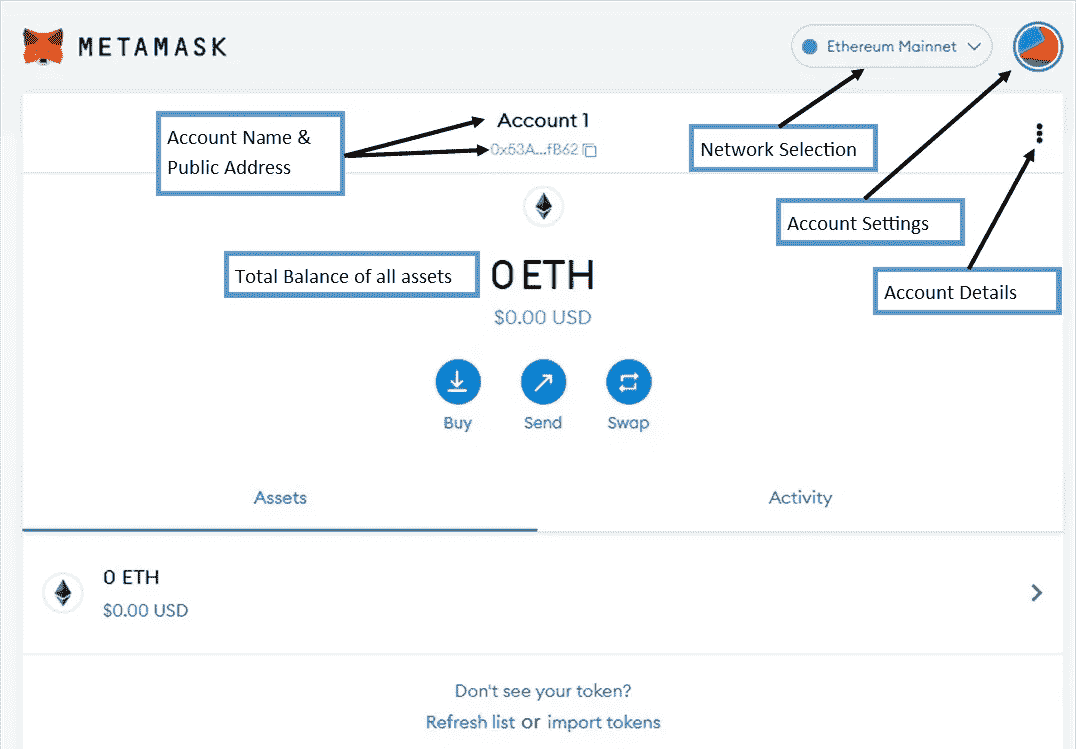 METAMASK
Ethereum Mainnet
Account Name &
Public Address
Account 1
0x53A...fB62
Network Selection
Account Settings
Total Balance of all assets
0 ETH
$0.00 USD
Account Details
Buy
Send
Swap
Assets
Activity
0 ETH
$0.00 USD
Don't see your token?
Refresh list or import tokens